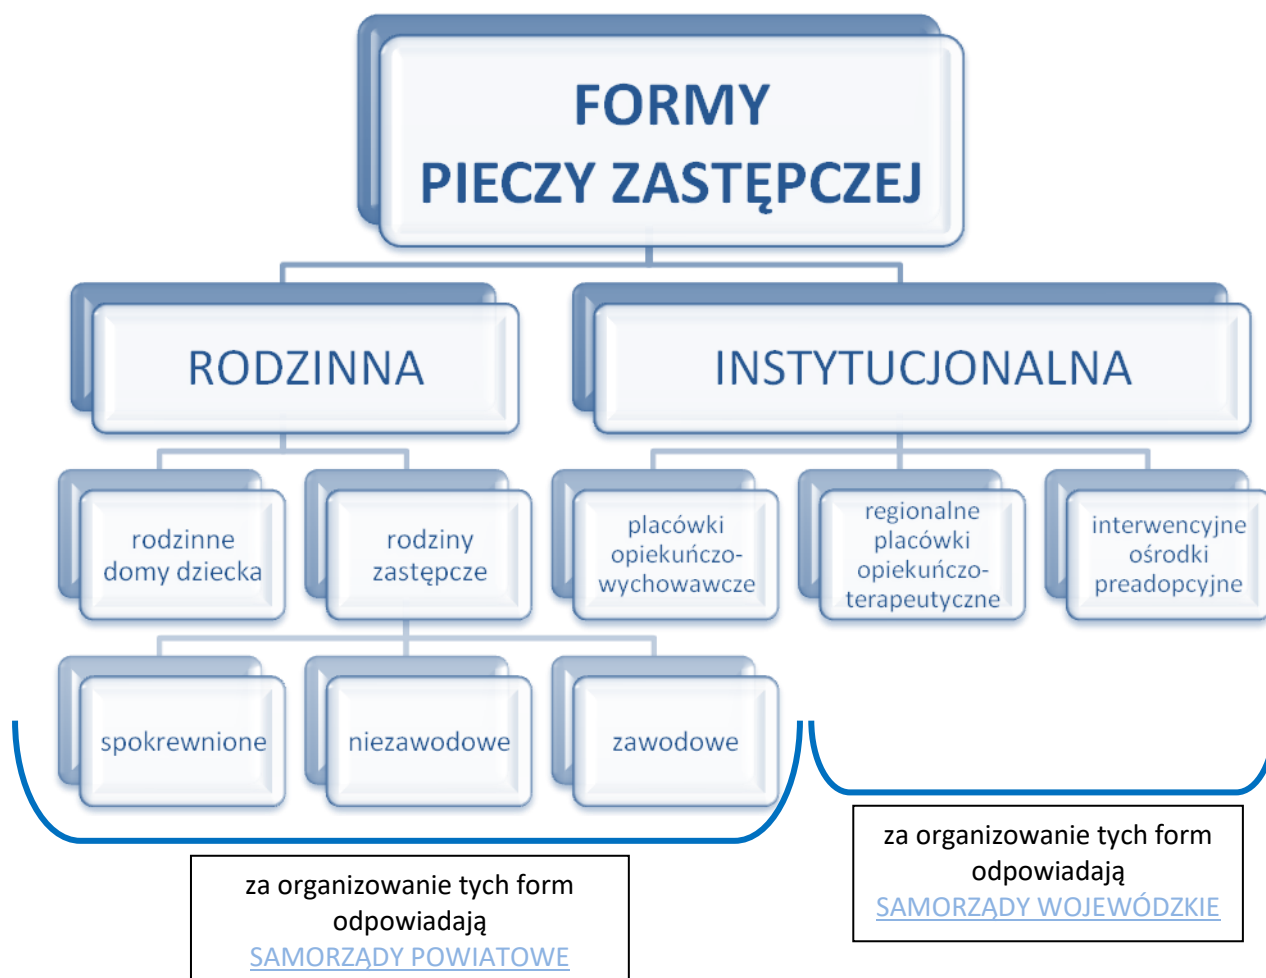 FORMY
PIECZY ZASTĘPCZEJ
RODZINNA
INSTYTUCJONALNA
rodzinne
domy dziecka
rodziny
zastępcze
placówki
opiekuńczo-
wychowawcze
regionalne
placówki
opiekuńczo-
terapeutyczne
interwencyjne
ośrodki
preadopcyjne
spokrewnione
niezawodowe
zawodowe
za organizowanie tych form
odpowiadają
SAMORZĄDY POWIATOWE
za organizowanie tych form
odpowiadają
SAMORZĄDY WOJEWÓDZKIE